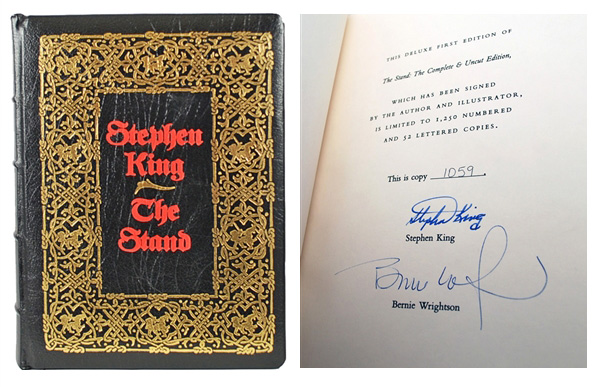 Stephen
King
The
Stand
THIS DELUXE FIRST EDITION OF
The Stand: The Complete & Uncut Edition,
WHICH HAS BEEN SIGNED
BY THE AUTHOR AND ILLUSTRATOR,
IS LIMITED TO 1,250 NUMBERED
AND 52 LETTERED COPIES.
This is copy 1059.
Stephen King
Stephen King
Bernie Wrightson